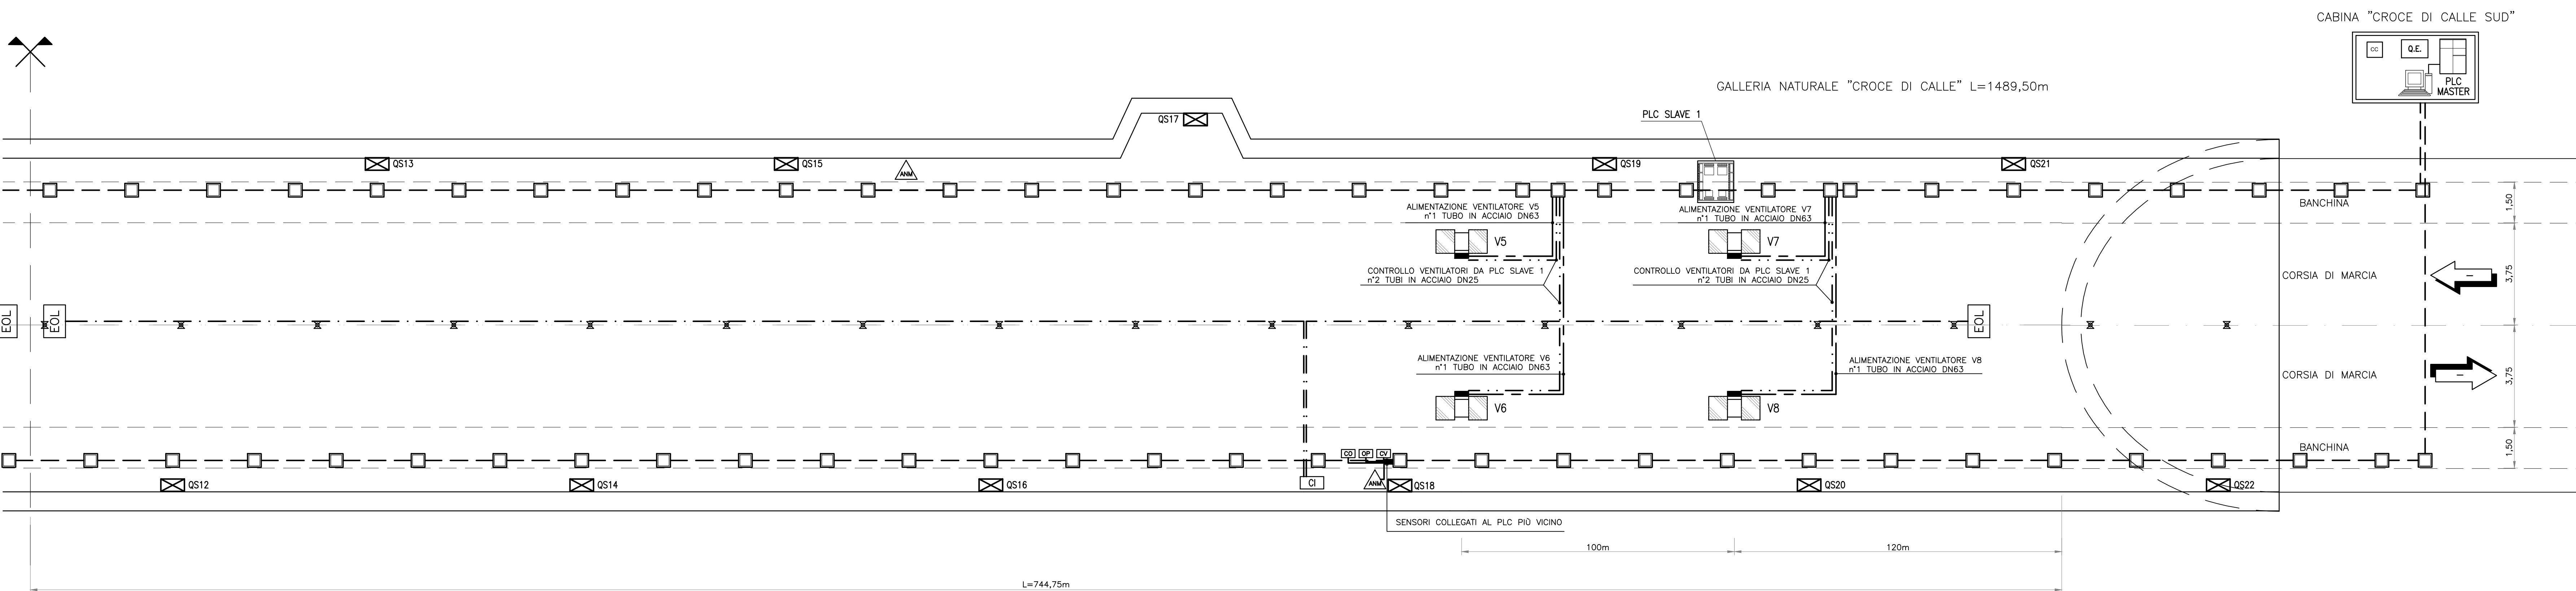 CABINA "CROCE DI CALLE SUD"
CC
Q.E.
PLC
MASTER
GALLERIA NATURALE "CROCE DI CALLE" L=1489,50m
PLC SLAVE 1
QS17
QS13
QS15
QS19
QS21
ANM
ALIMENTAZIONE VENTILATORE V5
n°1 TUBO IN ACCIAIO DN63
ALIMENTAZIONE VENTILATORE V7
n°1 TUBO IN ACCIAIO DN63
BANCHINA
1,50
V5
V7
CONTROLLO VENTILATORI DA PLC SLAVE 1
n°2 TUBI IN ACCIAIO DN25
CONTROLLO VENTILATORI DA PLC SLAVE 1
n°2 TUBI IN ACCIAIO DN25
CORSIA DI MARCIA
3,75
EOL
EOL
EOL
ALIMENTAZIONE VENTILATORE V6
n°1 TUBO IN ACCIAIO DN63
ALIMENTAZIONE VENTILATORE V8
n°1 TUBO IN ACCIAIO DN63
CORSIA DI MARCIA
3,75
V6
V8
BANCHINA
1,50
CO
OP
CV
QS12
QS14
QS16
CI
ANM
QS18
QS20
QS22
SENSORI COLLEGATI AL PLC PIÙ VICINO
100m
120m
L=744,75m